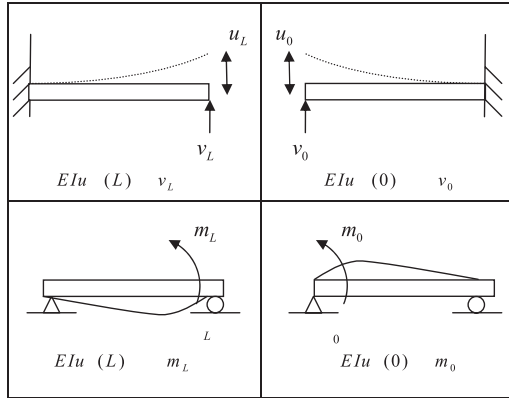 u_L
v_L
EIu (L) v_L
u_0
v_0
EIu (0) v_0
m_L
L
EIu (L) m_L
m_0
0
EIu (0) m_0